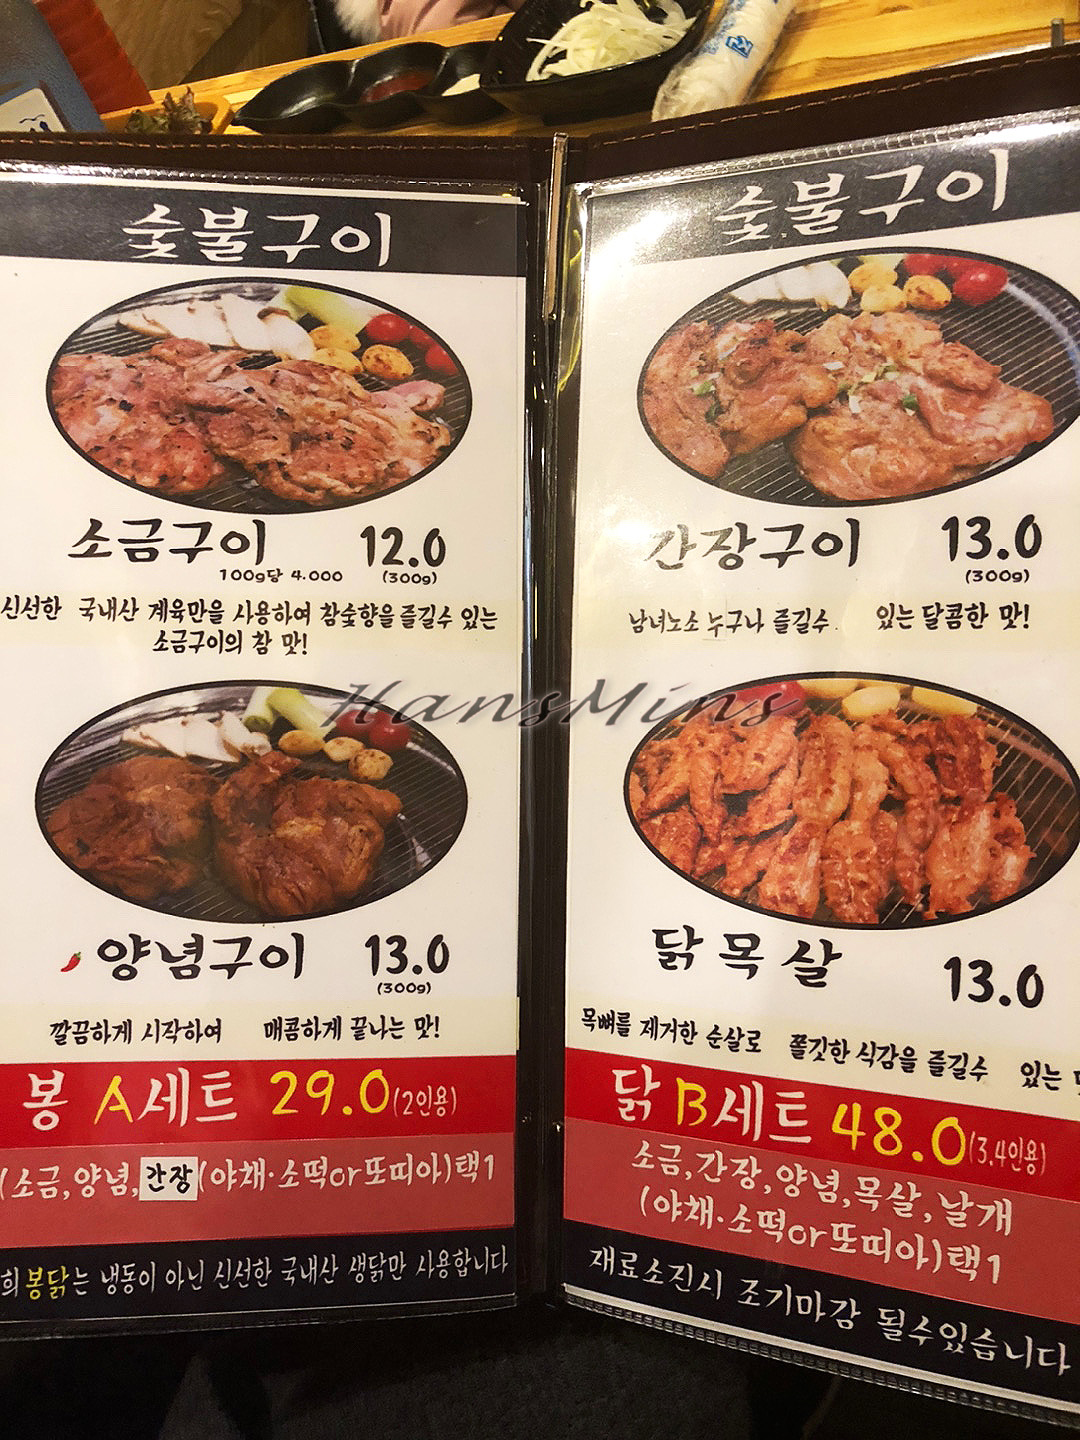 숯불구이
소금구이 12.0
100g당 4.000 (300g)
신선한 국내산 계육만을 사용하여 참숯향을 즐길수 있는
소금구이의 참 맛!
양념구이 13.0
(300g)
깔끔하게 시작하여 매콤하게 끝나는 맛!
봉 A세트 29.0(2인용)
(소금,양념,간장(야채·소떡or또띠아)택1
희 봉닭는 냉동이 아닌 신선한 국내산 생닭만 사용합니다
숯불구이
간장구이 13.0
(300g)
남녀노소 누구나 즐길수 있는 달콤한 맛!
닭목살 13.0
목뼈를 제거한 순살로 쫄깃한 식감을 즐길수 있는
닭 B세트 48.0(3.4인용)
소금,간장,양념,목살,날개
(야채·소떡or또띠아)택1
재료소진시 조기마감 될수있습니다
HansMins